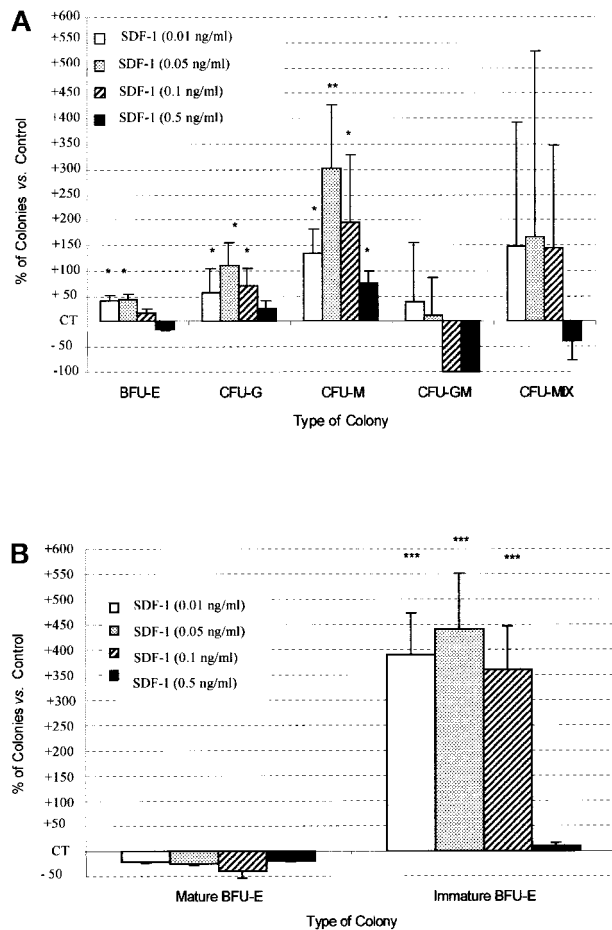 A
% of Colonies vs. Control
+600
+550
+500
+450
+400
+350
+300
+250
+200
+150
+100
+50
CT
-50
-100
SDF-1 (0.01 ng/ml)
SDF-1 (0.05 ng/ml)
SDF-1 (0.1 ng/ml)
SDF-1 (0.5 ng/ml)
* * * * * * ** * *
BFU-E CFU-G CFU-M CFU-GM CFU-MIX
Type of Colony
B
% of Colonies vs. Control
+600
+550
+500
+450
+400
+350
+300
+250
+200
+150
+100
+50
CT
-50
SDF-1 (0.01 ng/ml)
SDF-1 (0.05 ng/ml)
SDF-1 (0.1 ng/ml)
SDF-1 (0.5 ng/ml)
*** *** ***
Mature BFU-E Immature BFU-E
Type of Colony